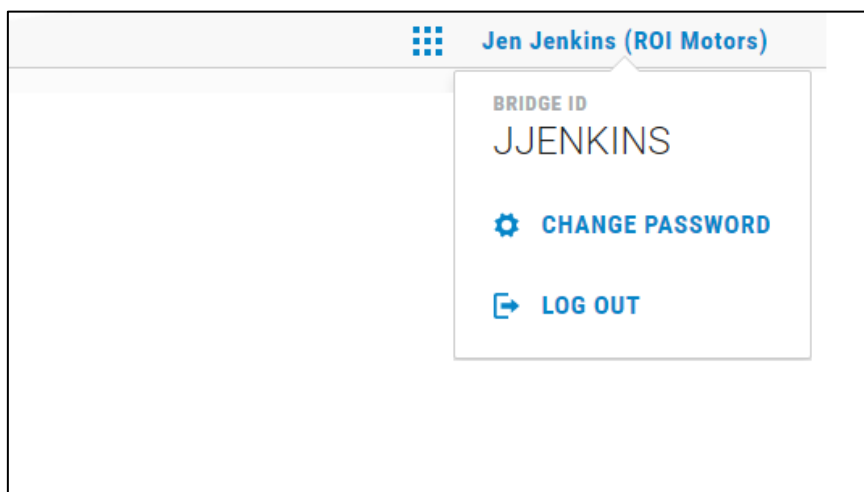 Jen Jenkins (ROI Motors)
BRIDGE ID
JJENKINS
CHANGE PASSWORD
LOG OUT